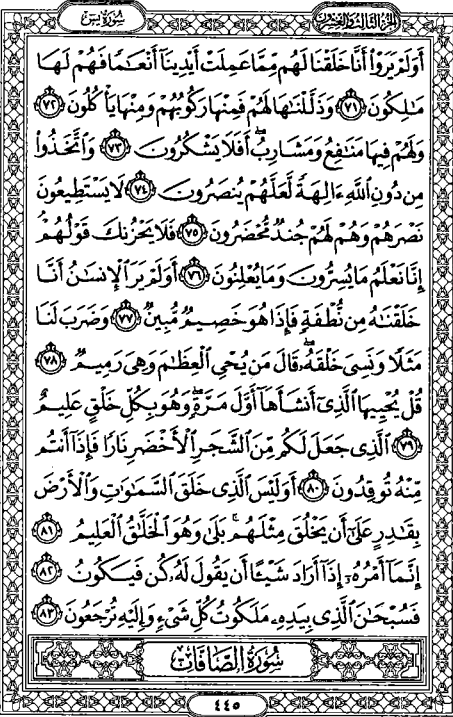 الجزء الثالث والعشرون
سورة يس
أَوَلَمْ يَرَوْا۟ أَنَّا خَلَقْنَا لَهُم مِّمَّا عَمِلَتْ أَيْدِينَآ أَنْعَٰمًا فَهُمْ لَهَا
مَٰلِكُونَ ٧١ وَذَلَّلْنَٰهَا لَهُمْ فَمِنْهَا رَكُوبُهُمْ وَمِنْهَا يَأْكُلُونَ ٧٢
وَلَهُمْ فِيهَا مَنَٰفِعُ وَمَشَارِبُ ۖ أَفَلَا يَشْكُرُونَ ٧٣ وَٱتَّخَذُوا۟
مِن دُونِ ٱللَّهِ ءَالِهَةً لَّعَلَّهُمْ يُنصَرُونَ ٧٤ لَا يَسْتَطِيعُونَ
نَصْرَهُمْ وَهُمْ لَهُمْ جُندٌ مُّحْضَرُونَ ٧٥ فَلَا يَحْزُنكَ قَوْلُهُمْ ۘ
إِنَّا نَعْلَمُ مَا يُسِرُّونَ وَمَا يُعْلِنُونَ ٧٦ أَوَلَمْ يَرَ ٱلْإِنسَٰنُ أَنَّا
خَلَقْنَٰهُ مِن نُّطْفَةٍ فَإِذَا هُوَ خَصِيمٌ مُّبِينٌ ٧٧ وَضَرَبَ لَنَا
مَثَلًا وَنَسِىَ خَلْقَهُۥ ۖ قَالَ مَن يُحْىِ ٱلْعِظَٰمَ وَهِىَ رَمِيمٌ ٧٨
قُلْ يُحْيِيهَا ٱلَّذِىٓ أَنشَأَهَآ أَوَّلَ مَرَّةٍ ۖ وَهُوَ بِكُلِّ خَلْقٍ عَلِيمٌ
٧٩ ٱلَّذِى جَعَلَ لَكُم مِّنَ ٱلشَّجَرِ ٱلْأَخْضَرِ نَارًا فَإِذَآ أَنتُم
مِّنْهُ تُوقِدُونَ ٨٠ أَوَلَيْسَ ٱلَّذِى خَلَقَ ٱلسَّمَٰوَٰتِ وَٱلْأَرْضَ
بِقَٰدِرٍ عَلَىٰٓ أَن يَخْلُقَ مِثْلَهُم ۚ بَلَىٰ وَهُوَ ٱلْخَلَّٰقُ ٱلْعَلِيمُ ٨١
إِنَّمَآ أَمْرُهُۥٓ إِذَآ أَرَادَ شَيْـًٔا أَن يَقُولَ لَهُۥ كُن فَيَكُونُ ٨٢
فَسُبْحَٰنَ ٱلَّذِى بِيَدِهِۦ مَلَكُوتُ كُلِّ شَىْءٍ وَإِلَيْهِ تُرْجَعُونَ ٨٣
سُورَةُ الصَّافَّاتِ
٤٤٥